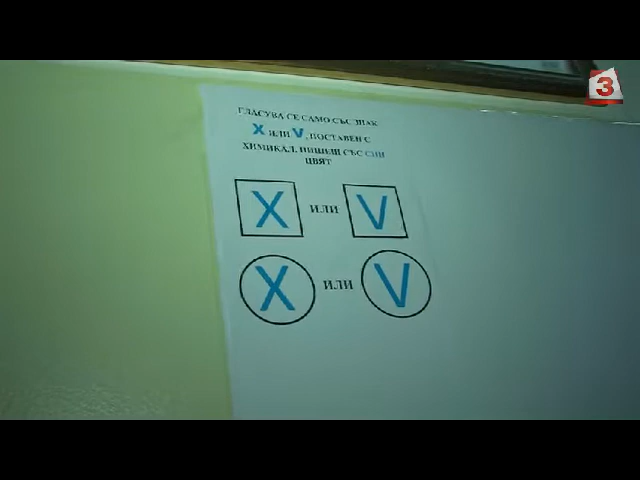 ГЛАСУВА СЕ САМО СЪС ЗНАК
X ИЛИ V, ПОСТАВЕН С
ХИМИКАЛ, ПИШЕЩ СЪС СИН
ЦВЯТ
X ИЛИ V
X ИЛИ V
3